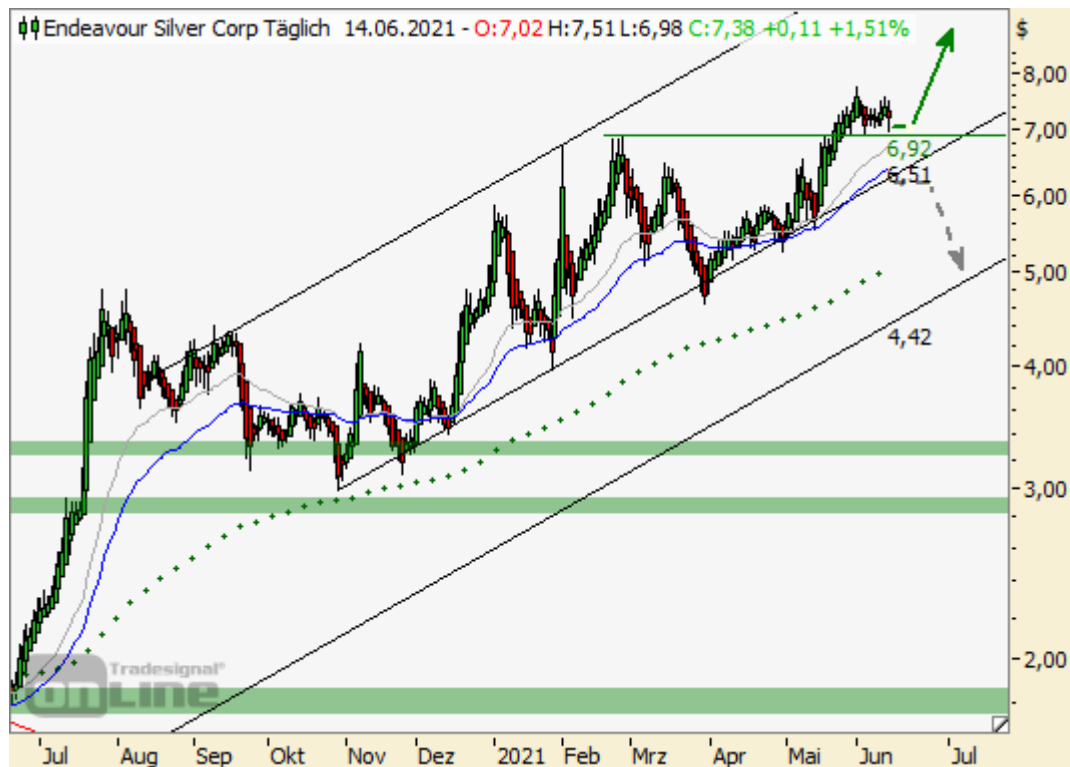 Endeavour Silver Corp Täglich 14.06.2021 - O:7,02 H:7,51 L:6,98 C:7,38 +0,11 +1,51%
$
8,00
7,00
6,92
6,51
6,00
5,00
4,42
4,00
3,00
2,00
Tradesignal®
onLine
Jul Aug Sep Okt Nov Dez 2021 Feb Mrz Apr Mai Jun Jul